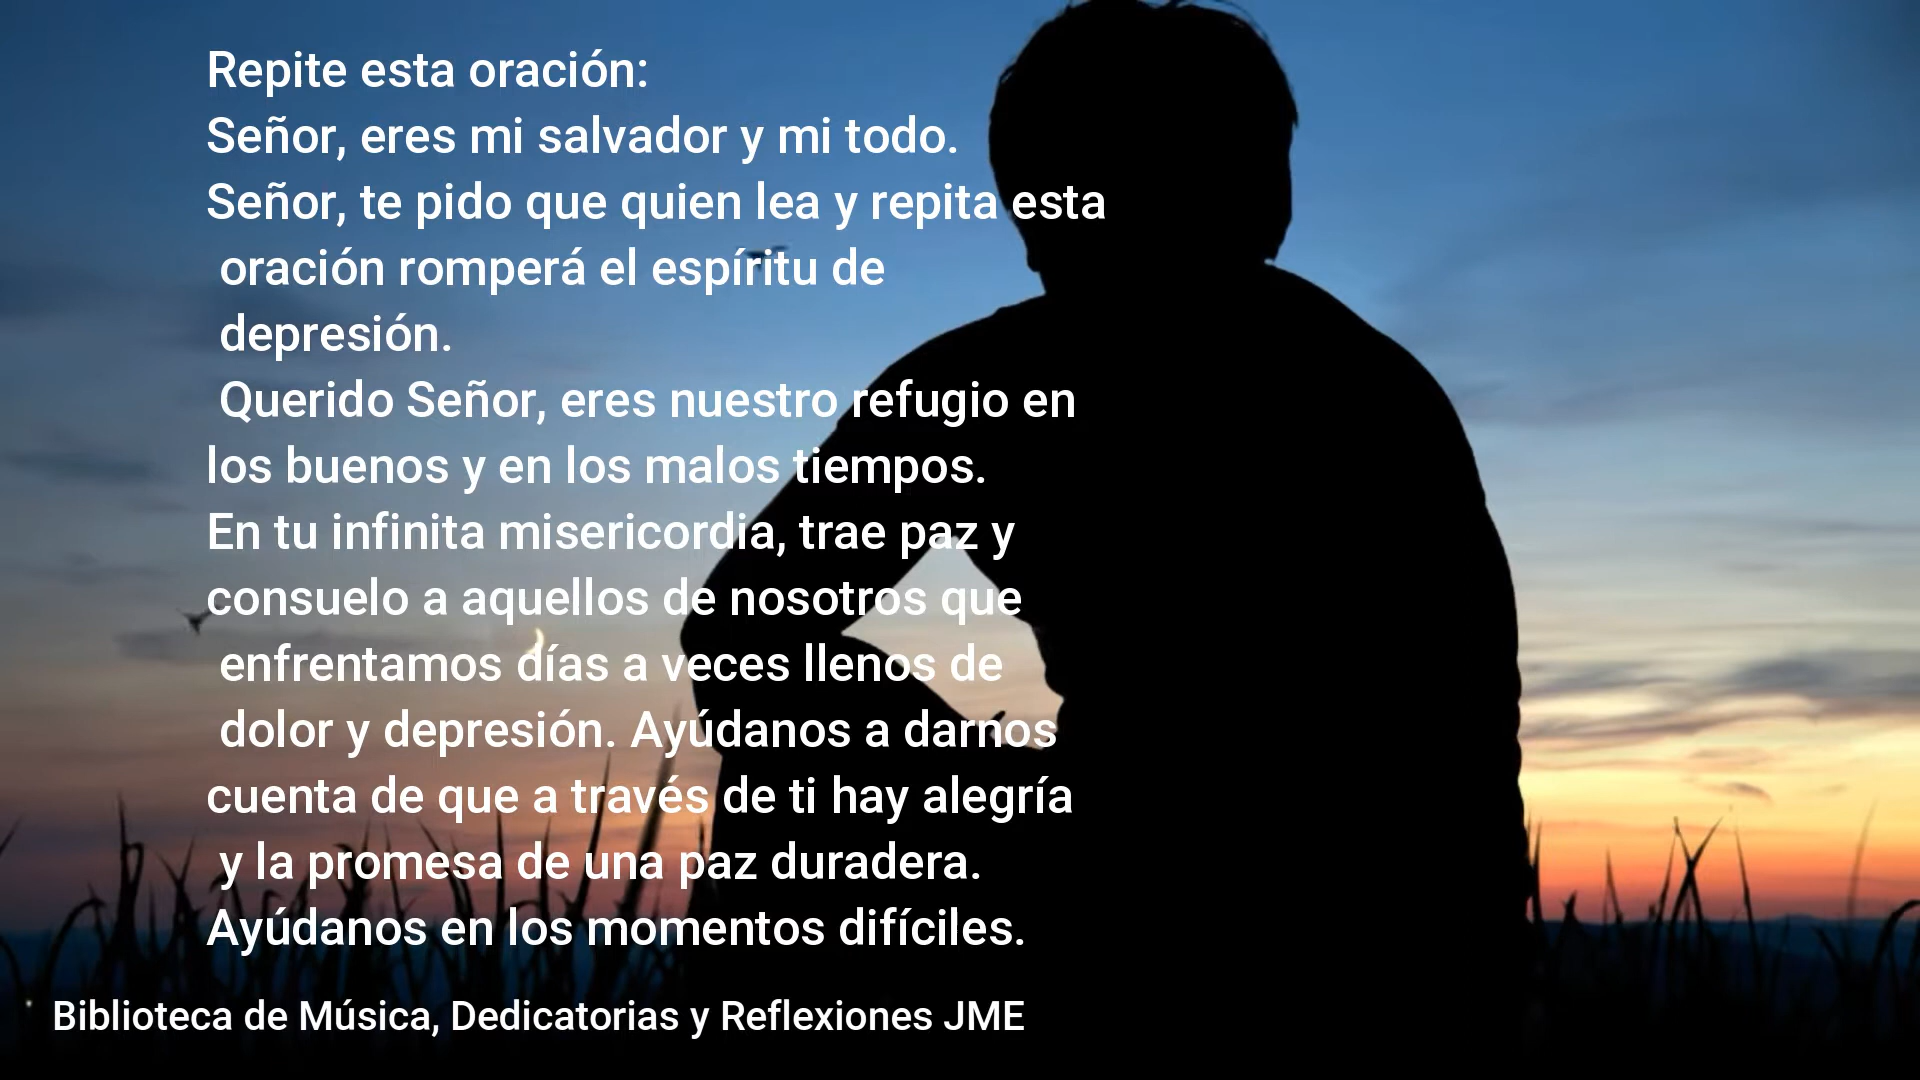 Repite esta oración:
Señor, eres mi salvador y mi todo.
Señor, te pido que quien lea y repita esta
oración romperá el espíritu de
depresión.
Querido Señor, eres nuestro refugio en
los buenos y en los malos tiempos.
En tu infinita misericordia, trae paz y
consuelo a aquellos de nosotros que
enfrentamos días a veces llenos de
dolor y depresión. Ayúdanos a darnos
cuenta de que a través de ti hay alegría
y la promesa de una paz duradera.
Ayúdanos en los momentos difíciles.
Biblioteca de Música, Dedicatorias y Reflexiones JME